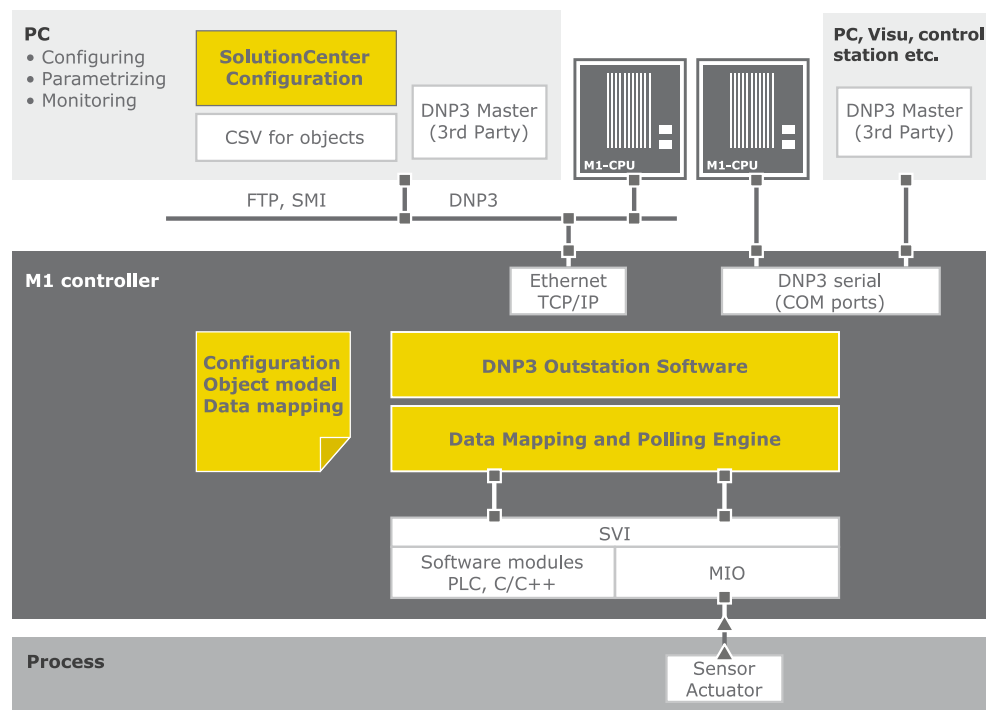 PC
• Configuring
• Parametrizing
• Monitoring
SolutionCenter
Configuration
CSV for objects
DNP3 Master
(3rd Party)
M1-CPU
M1-CPU
PC, Visu, control
station etc.
DNP3 Master
(3rd Party)
FTP, SMI
DNP3
M1 controller
Ethernet
TCP/IP
DNP3 serial
(COM ports)
Configuration
Object model
Data mapping
DNP3 Outstation Software
Data Mapping and Polling Engine
SVI
Software modules
PLC, C/C++
MIO
Process
Sensor
Actuator